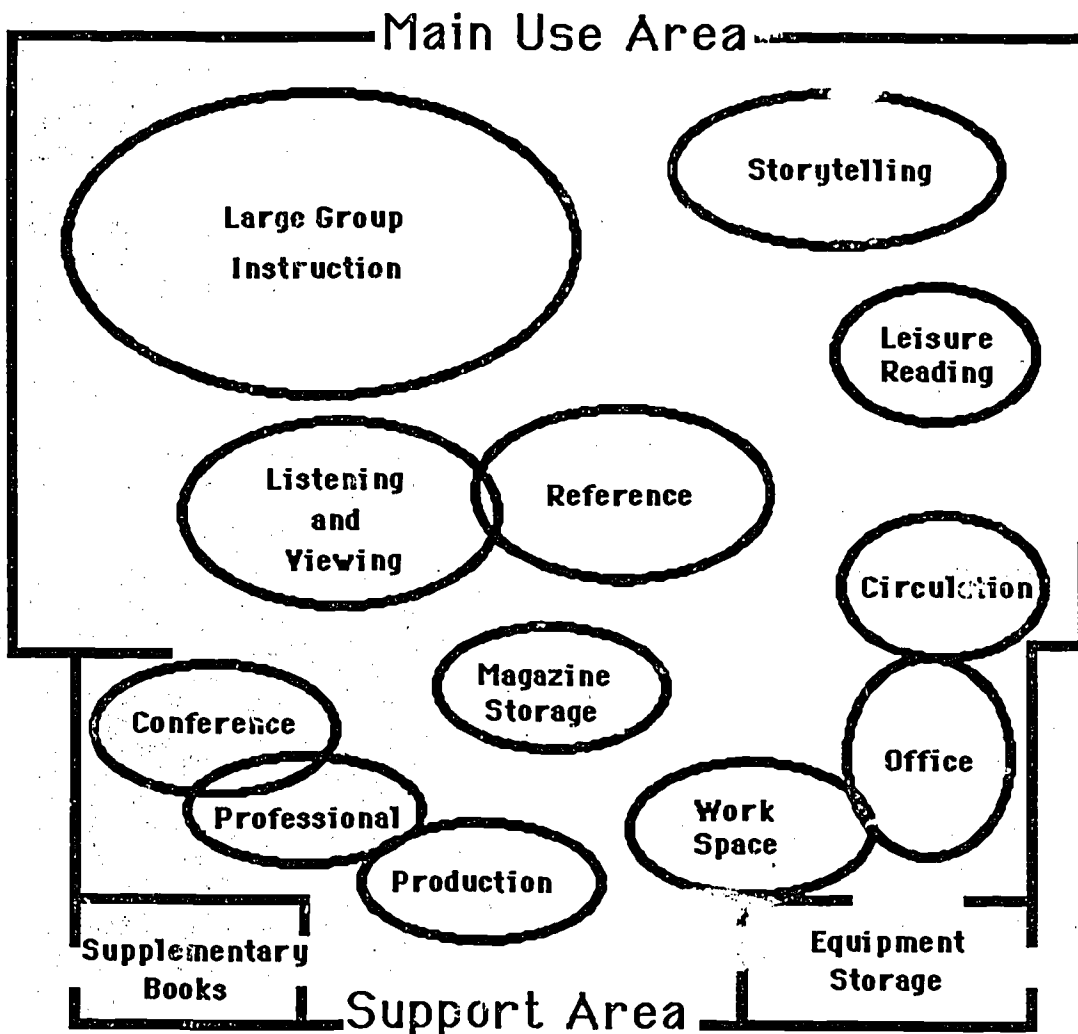 Main Use Area
Storytelling
Large Group
Instruction
Leisure
Reading
Listening
and
Viewing
Reference
Circulation
Magazine
Storage
Conference
Office
Professional
Work
Space
Production
Supplementary
Books
Equipment
Storage
Support Area